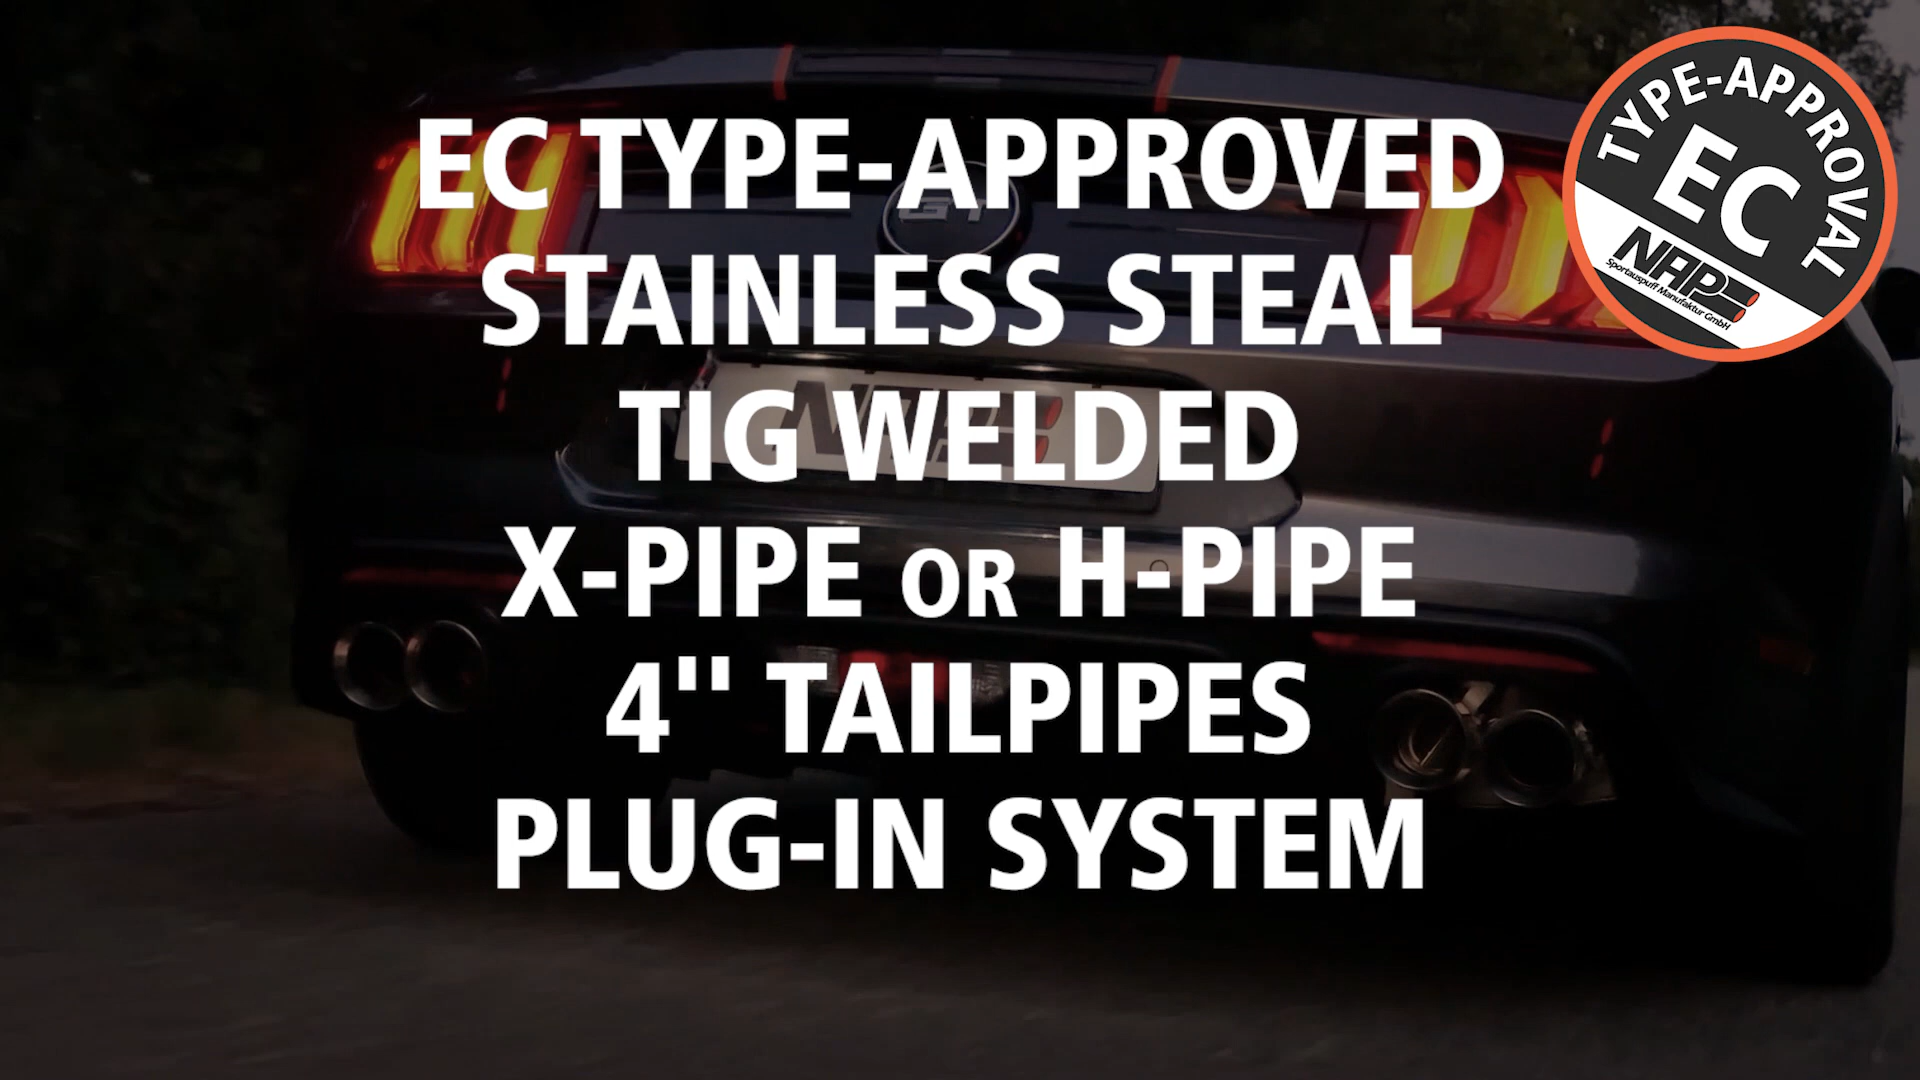 EC TYPE-APPROVED
STAINLESS STEAL
TIG WELDED
X-PIPE OR H-PIPE
4" TAILPIPES
PLUG-IN SYSTEM
TYPE-APPROVAL
EC
NAP
Sportauspuff Manufaktur GmbH
GT